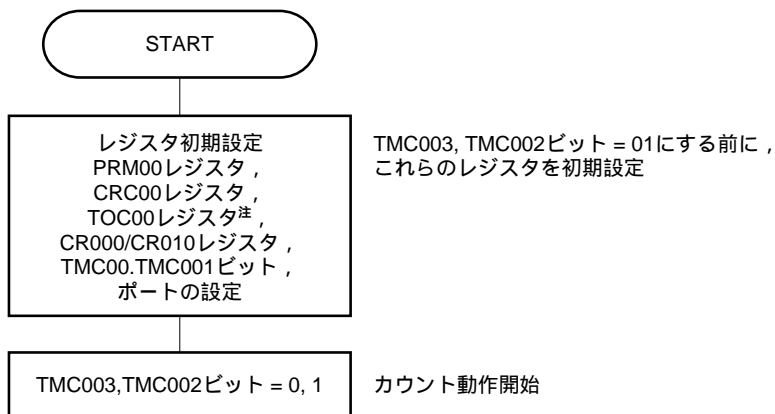 START
レジスタ初期設定
PRM00レジスタ，
CRC00レジスタ，
TOC00レジスタ注，
CR000/CR010レジスタ，
TMC00.TMC001ビット，
ポートの設定
TMC003, TMC002ビット = 01にする前に，
これらのレジスタを初期設定
TMC003,TMC002ビット = 0, 1
カウント動作開始